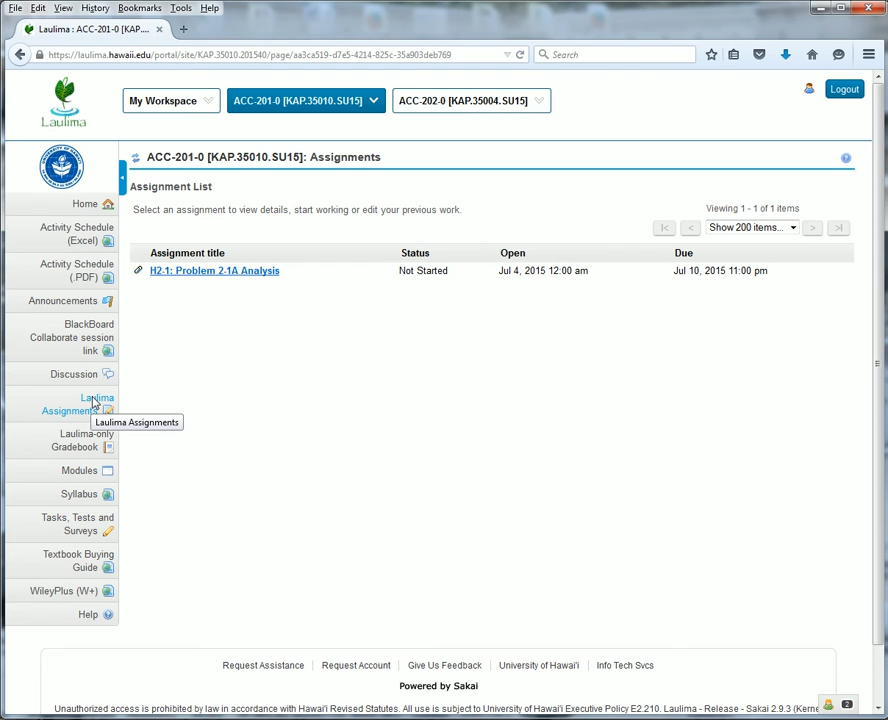 File Edit View History Bookmarks Tools Help
Laulima : ACC-201-0 [KAP....
https://laulima.hawaii.edu/portal/site/KAP.35010.201540/page/aa3ca519-d7e5-4214-825c-35a903deb769
Search
Laulima
My Workspace
ACC-201-0 [KAP.35010.SU15]
ACC-202-0 [KAP.35004.SU15]
Logout
ACC-201-0 [KAP.35010.SU15]: Assignments
Assignment List
Select an assignment to view details, start working or edit your previous work.
Viewing 1 - 1 of 1 items
|< < Show 200 items... > >|
Assignment title Status Open Due
H2-1: Problem 2-1A Analysis Not Started Jul 4, 2015 12:00 am Jul 10, 2015 11:00 pm
Home
Activity Schedule
(Excel)
Activity Schedule
(.PDF)
Announcements
BlackBoard
Collaborate session
link
Discussion
Laulima
Assignments
Laulima Assignments
Laulima-only
Gradebook
Modules
Syllabus
Tasks, Tests and
Surveys
Textbook Buying
Guide
WileyPlus (W+)
Help
Request Assistance Request Account Give Us Feedback University of Hawai'i Info Tech Svcs
Powered by Sakai
Unauthorized access is prohibited by law in accordance with Hawai'i Revised Statutes. All use is subject to University of Hawai'i Executive Policy E2.210. Laulima - Release - Sakai 2.9.3 (Kerne
2